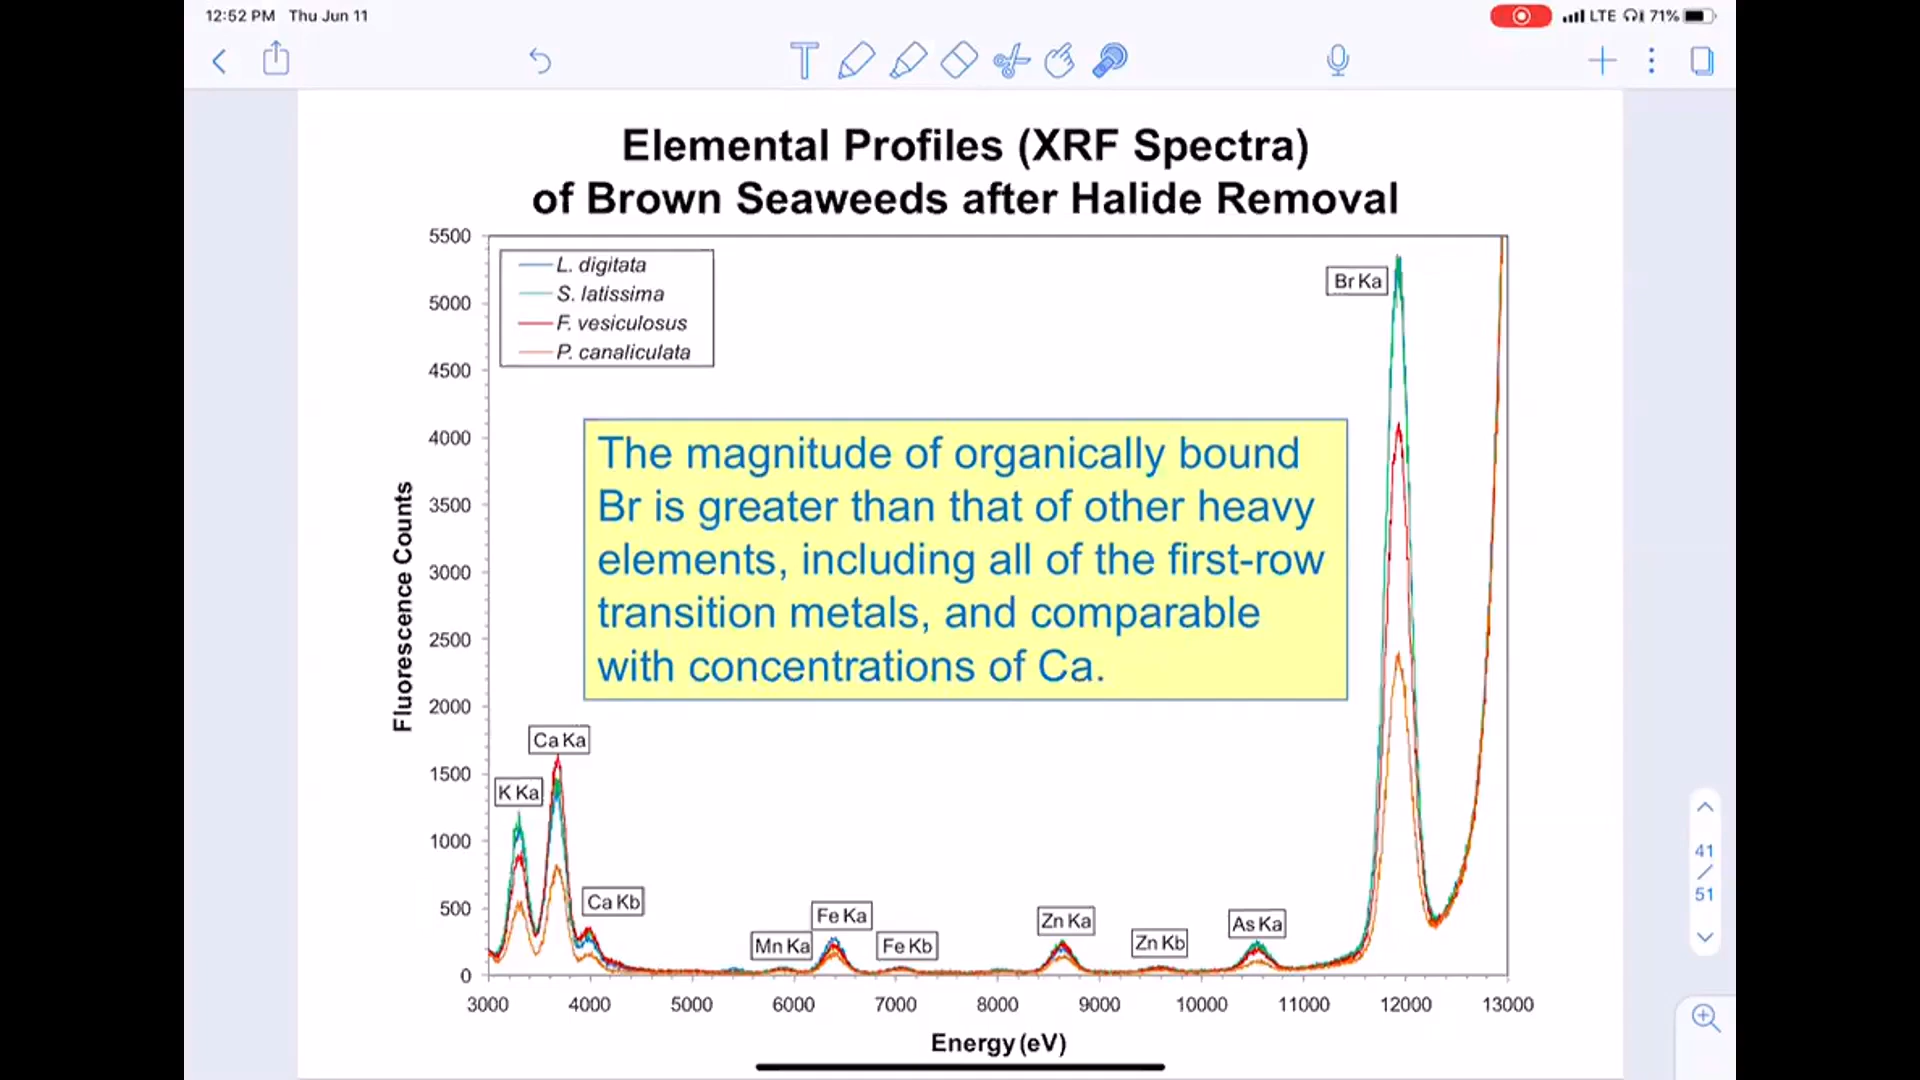 12:52 PM Thu Jun 11
LTE 71%
Elemental Profiles (XRF Spectra)
of Brown Seaweeds after Halide Removal
5500
5000
4500
4000
3500
3000
2500
2000
1500
1000
500
0
Fluorescence Counts
L. digitata
S. latissima
F. vesiculosus
P. canaliculata
Br Ka
The magnitude of organically bound
Br is greater than that of other heavy
elements, including all of the first-row
transition metals, and comparable
with concentrations of Ca.
Ca Ka
K Ka
Ca Kb
Mn Ka
Fe Ka
Fe Kb
Zn Ka
Zn Kb
As Ka
3000 4000 5000 6000 7000 8000 9000 10000 11000 12000 13000
Energy (eV)
41
/
51